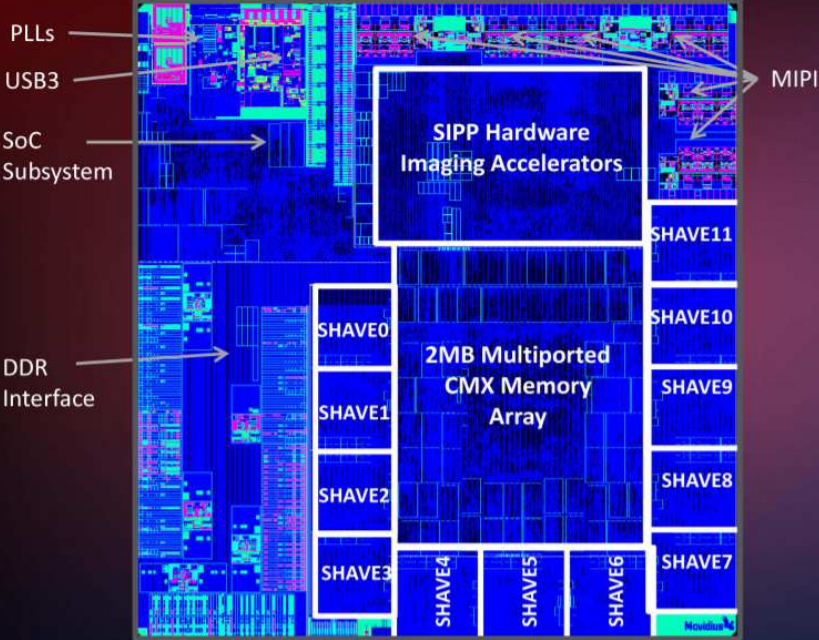 PLLs
USB3
SoC
Subsystem
DDR
Interface
MIPI
SIPP Hardware
Imaging Accelerators
2MB Multiported
CMX Memory
Array
SHAVE0
SHAVE1
SHAVE2
SHAVE3
SHAVE4
SHAVE5
SHAVE6
SHAVE7
SHAVE8
SHAVE9
SHAVE10
SHAVE11
Movidius